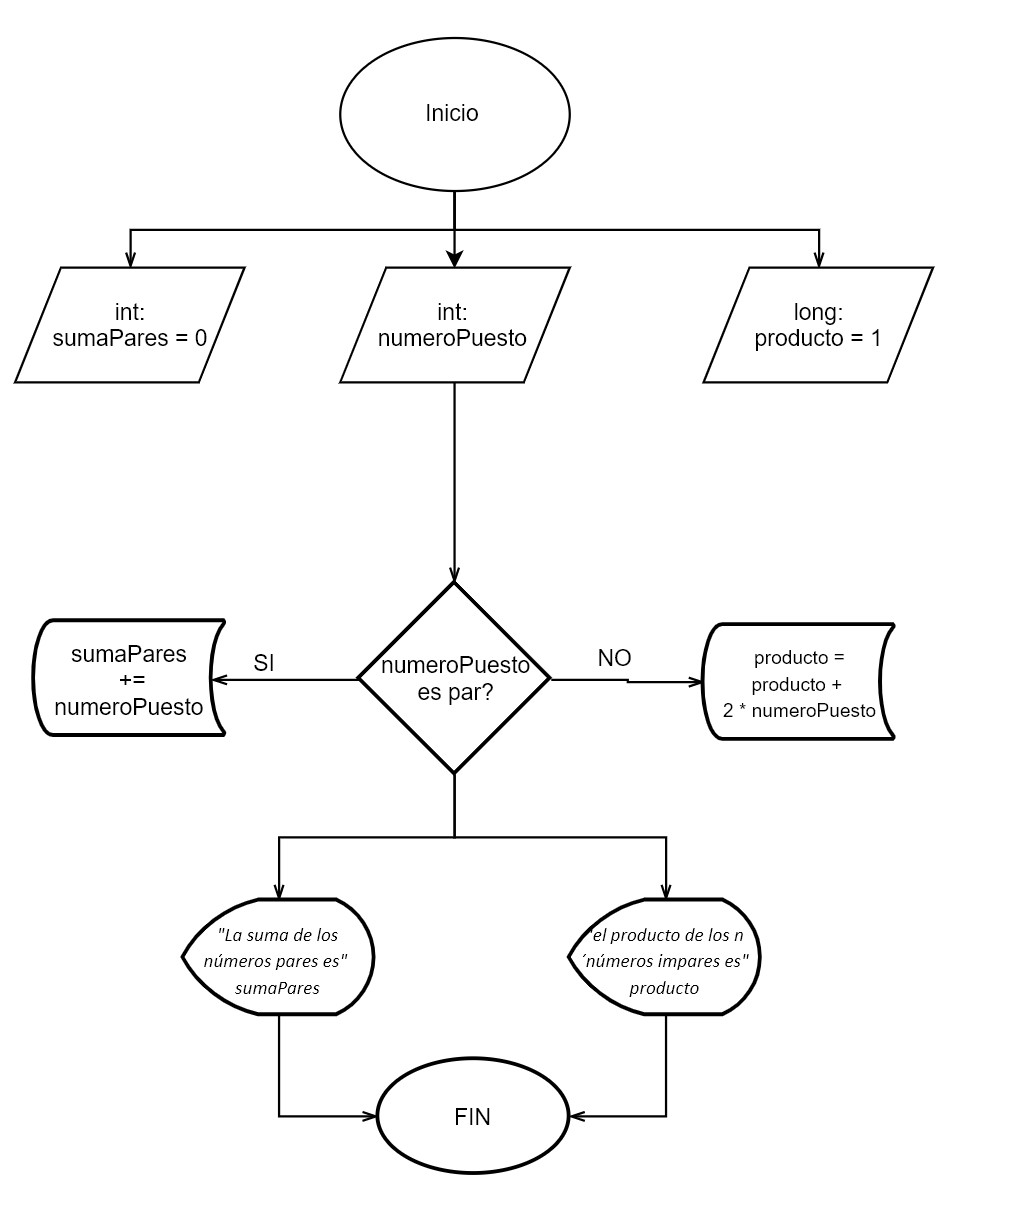 Inicio
int:
sumaPares = 0
int:
numeroPuesto
long:
producto = 1
numeroPuesto
es par?
SI
NO
sumaPares
+=
numeroPuesto
producto =
producto +
2 * numeroPuesto
"La suma de los
números pares es"
sumaPares
"el producto de los n
´números impares es"
producto
FIN